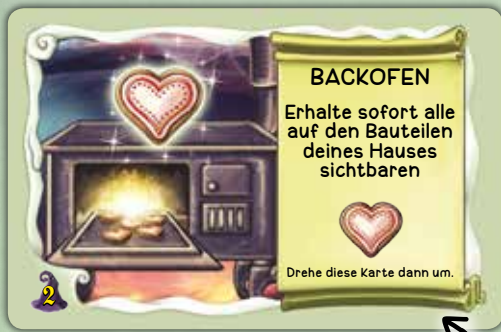 BACKOFEN
Erhalte sofort alle
auf den Bauteilen
deines Hauses
sichtbaren
Drehe diese Karte dann um.
2